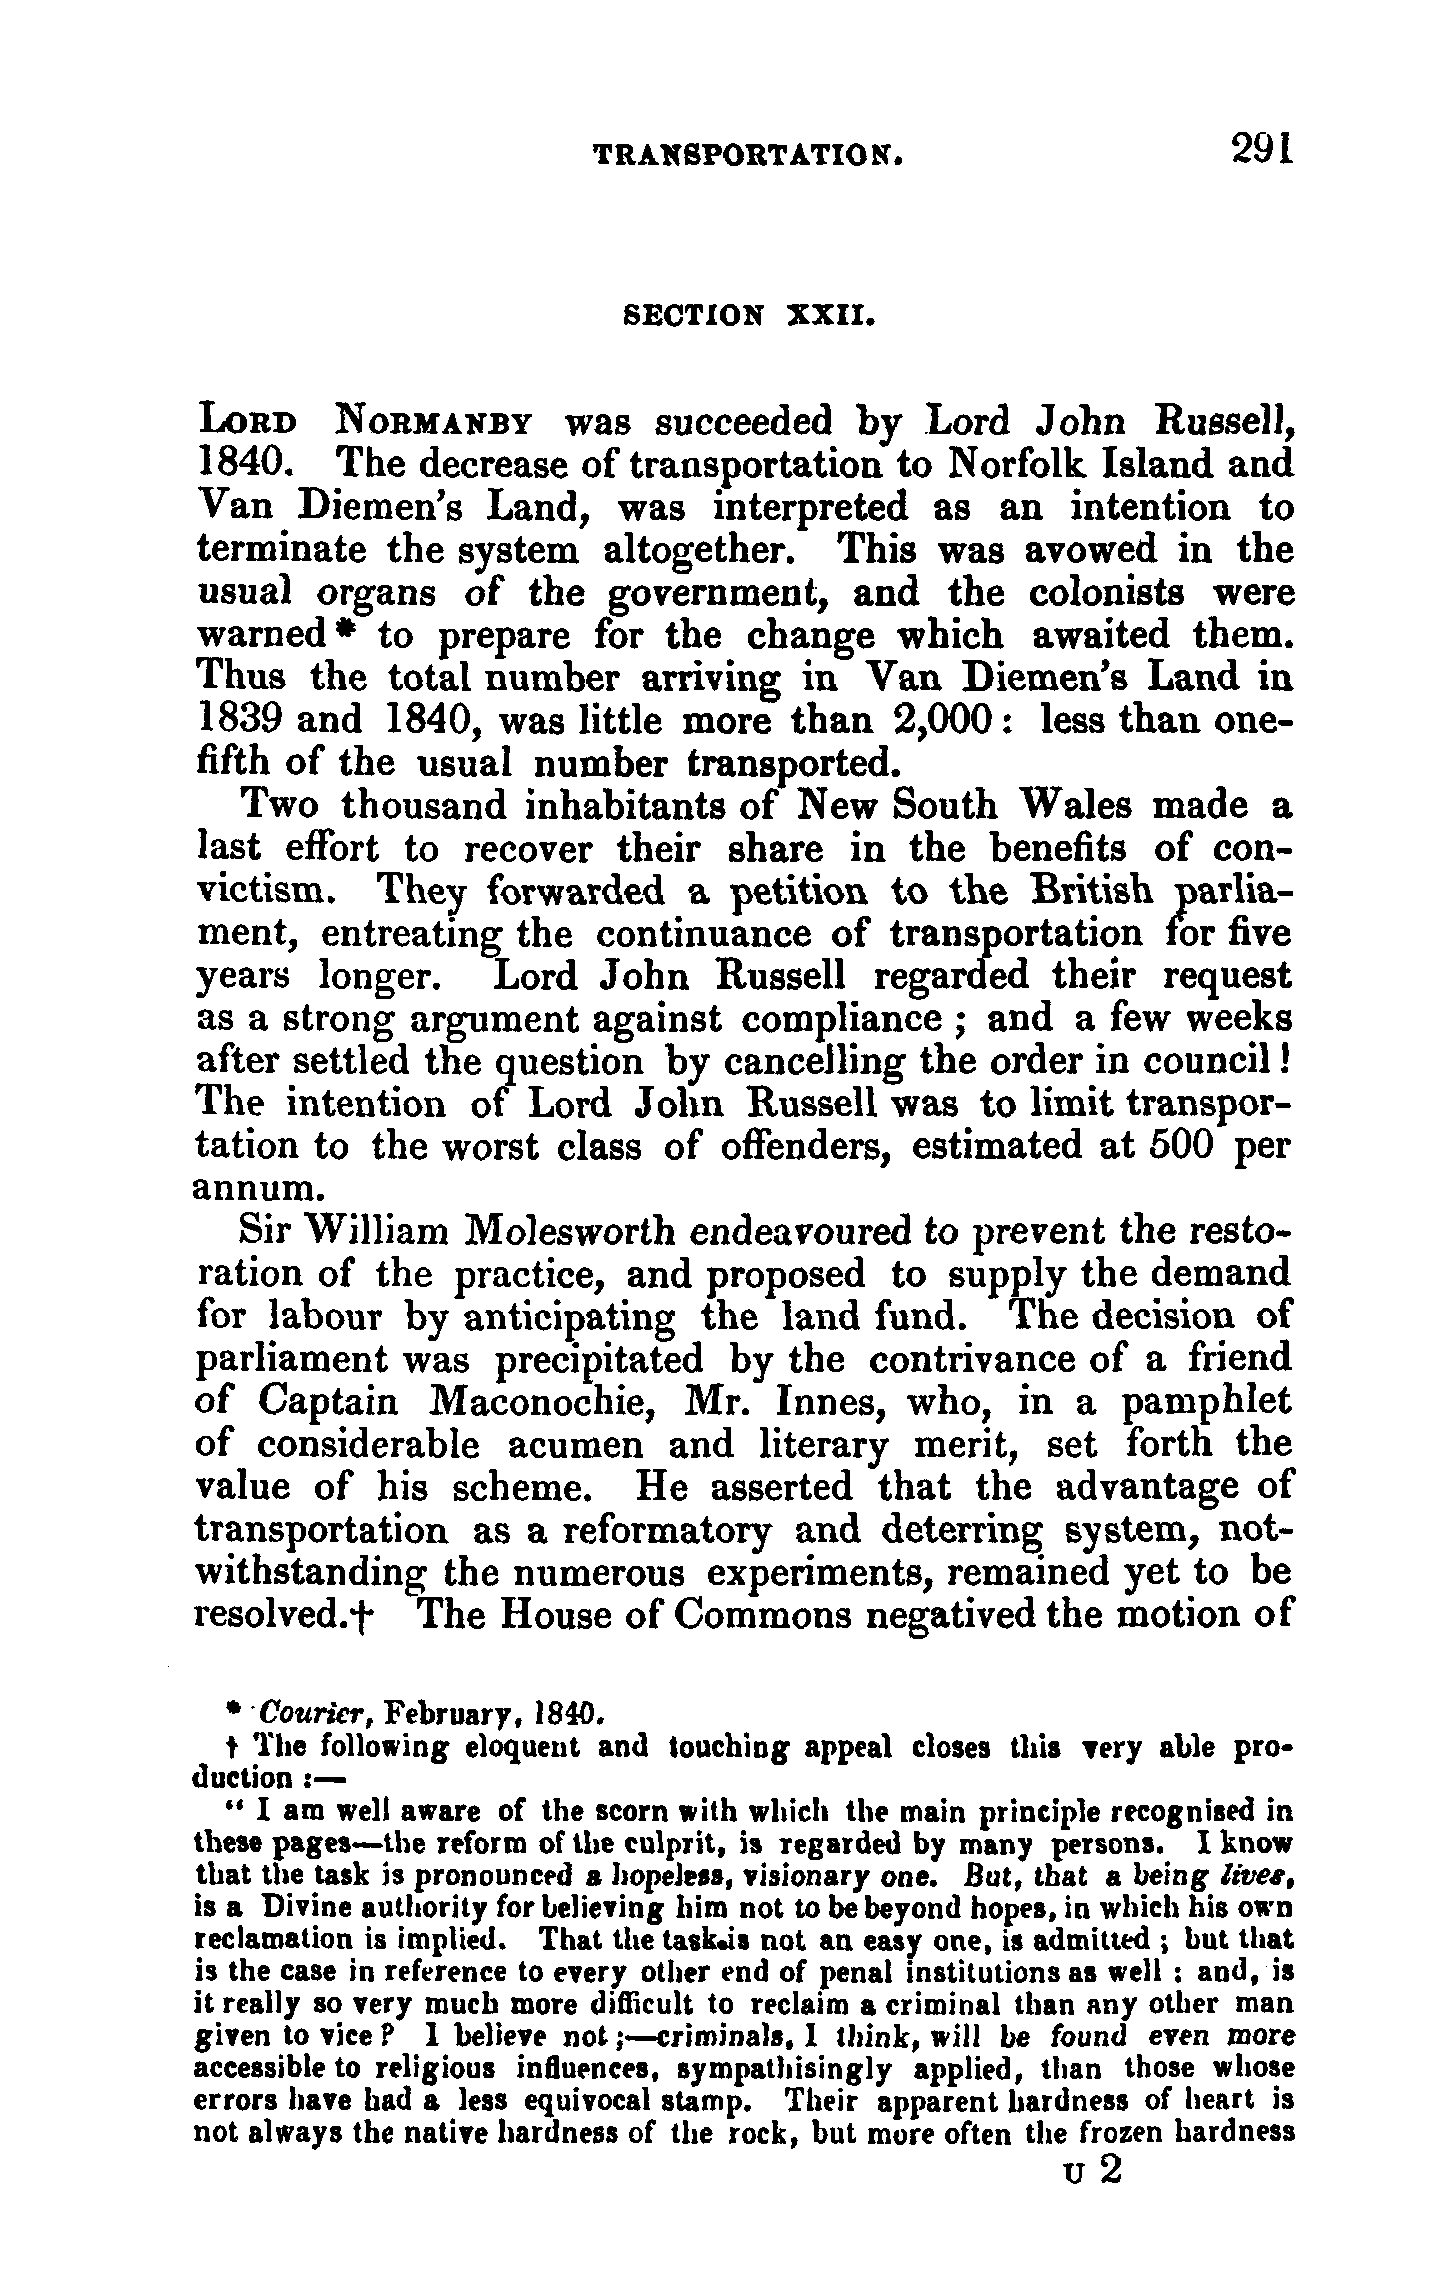 TRANSPORTATION. 291
SECTION XXII.
LORD NORMANBY was succeeded by Lord John Russell,
1840. The decrease of transportation to Norfolk Island and
Van Diemen's Land, was interpreted as an intention to
terminate the system altogether. This was avowed in the
usual organs of the government, and the colonists were
warned* to prepare for the change which awaited them.
Thus the total number arriving in Van Diemen's Land in
1839 and 1840, was little more than 2,000: less than one-
fifth of the usual number transported.
Two thousand inhabitants of New South Wales made a
last effort to recover their share in the benefits of con-
victism. They forwarded a petition to the British parlia-
ment, entreating the continuance of transportation for five
years longer. Lord John Russell regarded their request
as a strong argument against compliance; and a few weeks
after settled the question by cancelling the order in council!
The intention of Lord John Russell was to limit transpor-
tation to the worst class of offenders, estimated at 500 per
annum.
Sir William Molesworth endeavoured to prevent the resto-
ration of the practice, and proposed to supply the demand
for labour by anticipating the land fund. The decision of
parliament was precipitated by the contrivance of a friend
of Captain Maconochie, Mr. Innes, who, in a pamphlet
of considerable acumen and literary merit, set forth the
value of his scheme. He asserted that the advantage of
transportation as a reformatory and deterring system, not-
withstanding the numerous experiments, remained yet to be
resolved.† The House of Commons negatived the motion of
* Courier, February, 1840.
† The following eloquent and touching appeal closes this very able pro-
duction:—
"I am well aware of the scorn with which the main principle recognised in
these pages—the reform of the culprit, is regarded by many persons. I know
that the task is pronounced a hopeless, visionary one. But, that a being lives,
is a Divine authority for believing him not to be beyond hopes, in which his own
reclamation is implied. That the task is not an easy one, is admitted; but that
is the case in reference to every other end of penal institutions as well: and, is
it really so very much more difficult to reclaim a criminal than any other man
given to vice? I believe not;—criminals, I think, will be found even more
accessible to religious influences, sympathisingly applied, than those whose
errors have had a less equivocal stamp. Their apparent hardness of heart is
not always the native hardness of the rock, but more often the frozen hardness
U 2